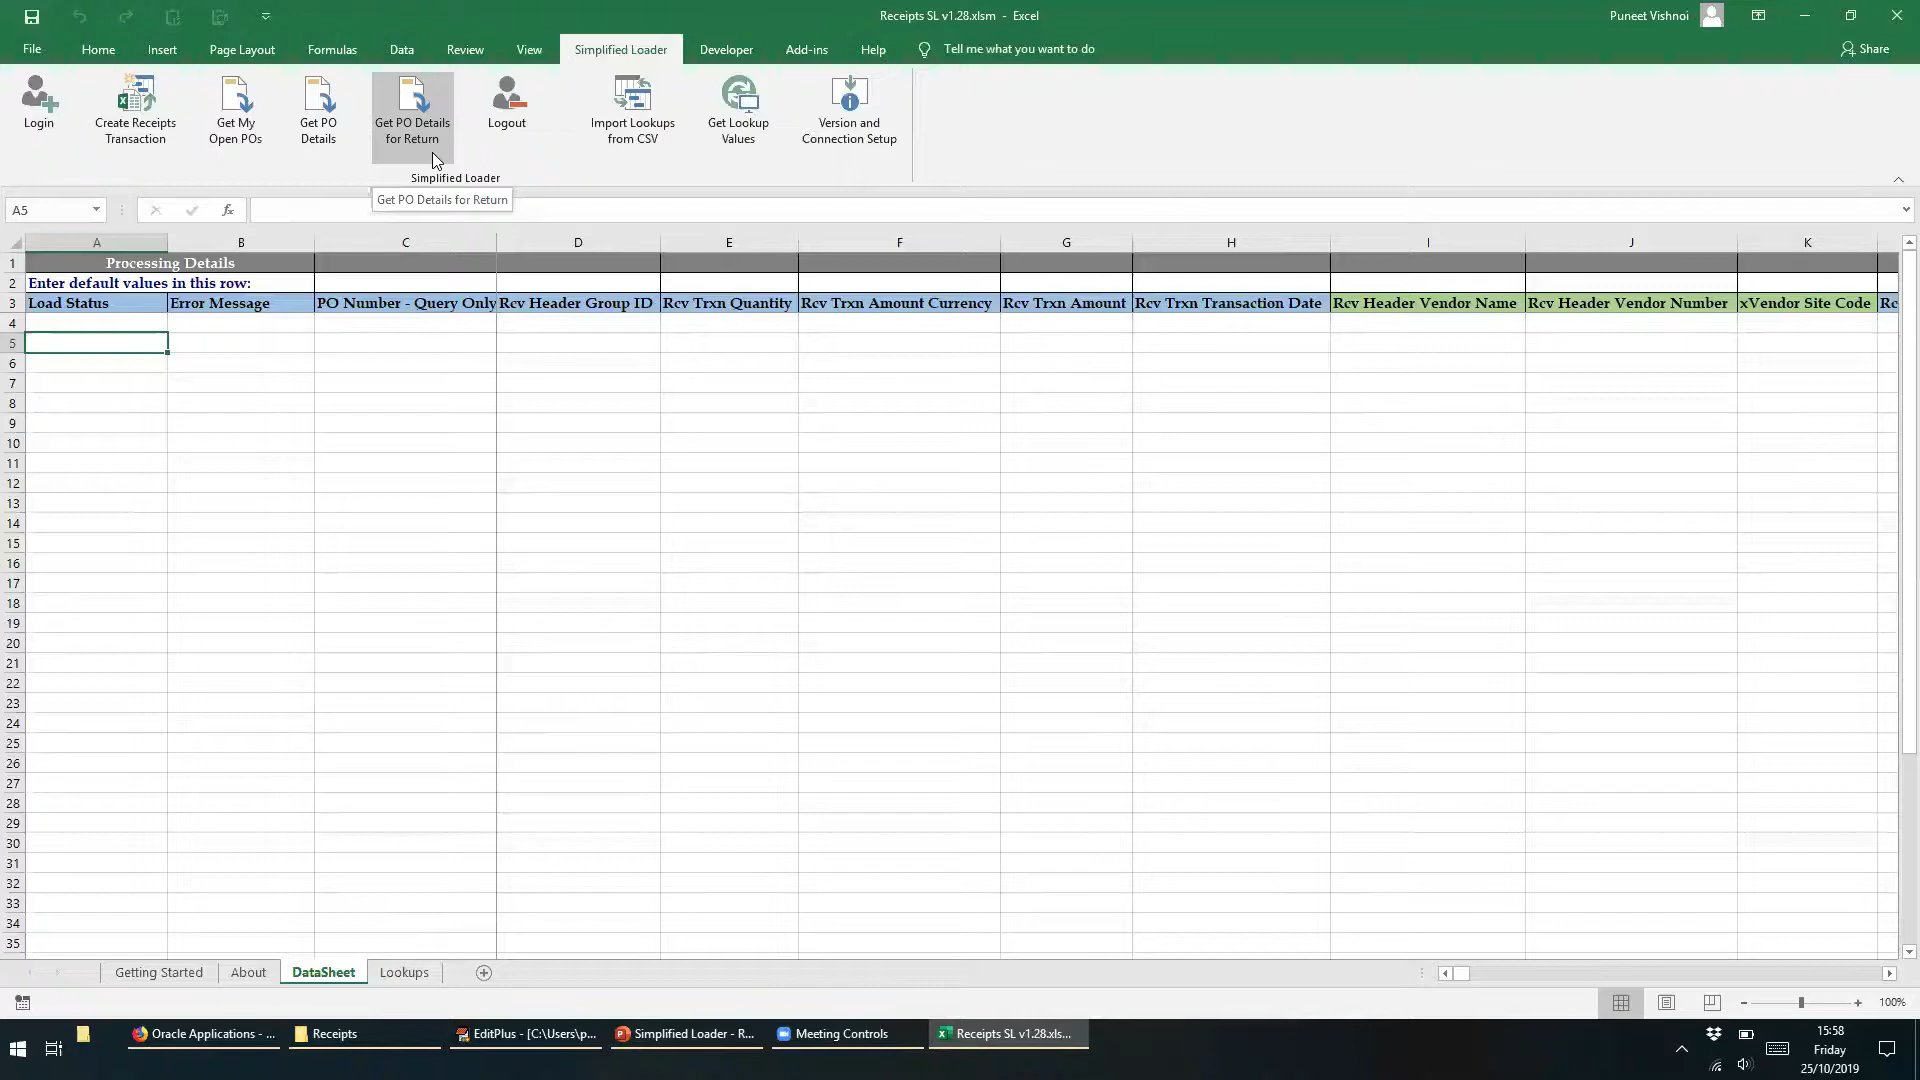 Receipts SL v1.28.xlsm - Excel
Puneet Vishnoi
File Home Insert Page Layout Formulas Data Review View Simplified Loader Developer Add-ins Help Tell me what you want to do Share
Login
Create Receipts
Transaction
Get My
Open POs
Get PO
Details
Get PO Details
for Return
Logout
Import Lookups
from CSV
Get Lookup
Values
Version and
Connection Setup
Simplified Loader
Get PO Details for Return
A5
fx
A B C D E F G H I J K
1 Processing Details
2 Enter default values in this row:
3 Load Status Error Message PO Number - Query Only Rcv Header Group ID Rcv Trxn Quantity Rcv Trxn Amount Currency Rcv Trxn Amount Rcv Trxn Transaction Date Rcv Header Vendor Name Rcv Header Vendor Number xVendor Site Code Rc
4
5
6
7
8
9
10
11
12
13
14
15
16
17
18
19
20
21
22
23
24
25
26
27
28
29
30
31
32
33
34
35
Getting Started About DataSheet Lookups
100%
Oracle Applications - ... Receipts EditPlus - [C:\Users\p... Simplified Loader - R... Meeting Controls Receipts SL v1.28.xls...
15:58
Friday
25/10/2019